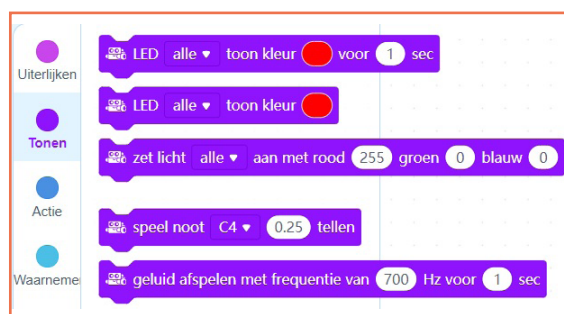 Uiterlijken
Tonen
Actie
Waarneme
LED alle toon kleur voor 1 sec
LED alle toon kleur
zet licht alle aan met rood 255 groen 0 blauw 0
speel noot C4 0.25 tellen
geluid afspelen met frequentie van 700 Hz voor 1 sec